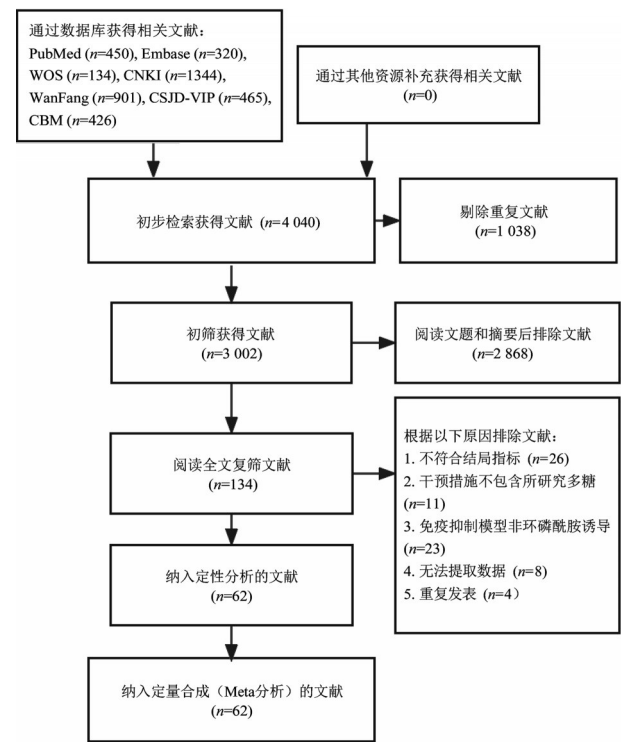 通过数据库获得相关文献：
PubMed (n=450), Embase (n=320),
WOS (n=134), CNKI (n=1344),
WanFang (n=901), CSJD-VIP (n=465),
CBM (n=426)
通过其他资源补充获得相关文献
(n=0)
初步检索获得文献 (n=4 040)
剔除重复文献
(n=1 038)
初筛获得文献
(n=3 002)
阅读文题和摘要后排除文献
(n=2 868)
阅读全文复筛文献
(n=134)
根据以下原因排除文献：
1. 不符合结局指标 (n=26)
2. 干预措施不包含所研究多糖
(n=11)
3. 免疫抑制模型非环磷酰胺诱导
(n=23)
4. 无法提取数据 (n=8)
5. 重复发表 (n=4）
纳入定性分析的文献
(n=62)
纳入定量合成（Meta分析）的文献
(n=62)